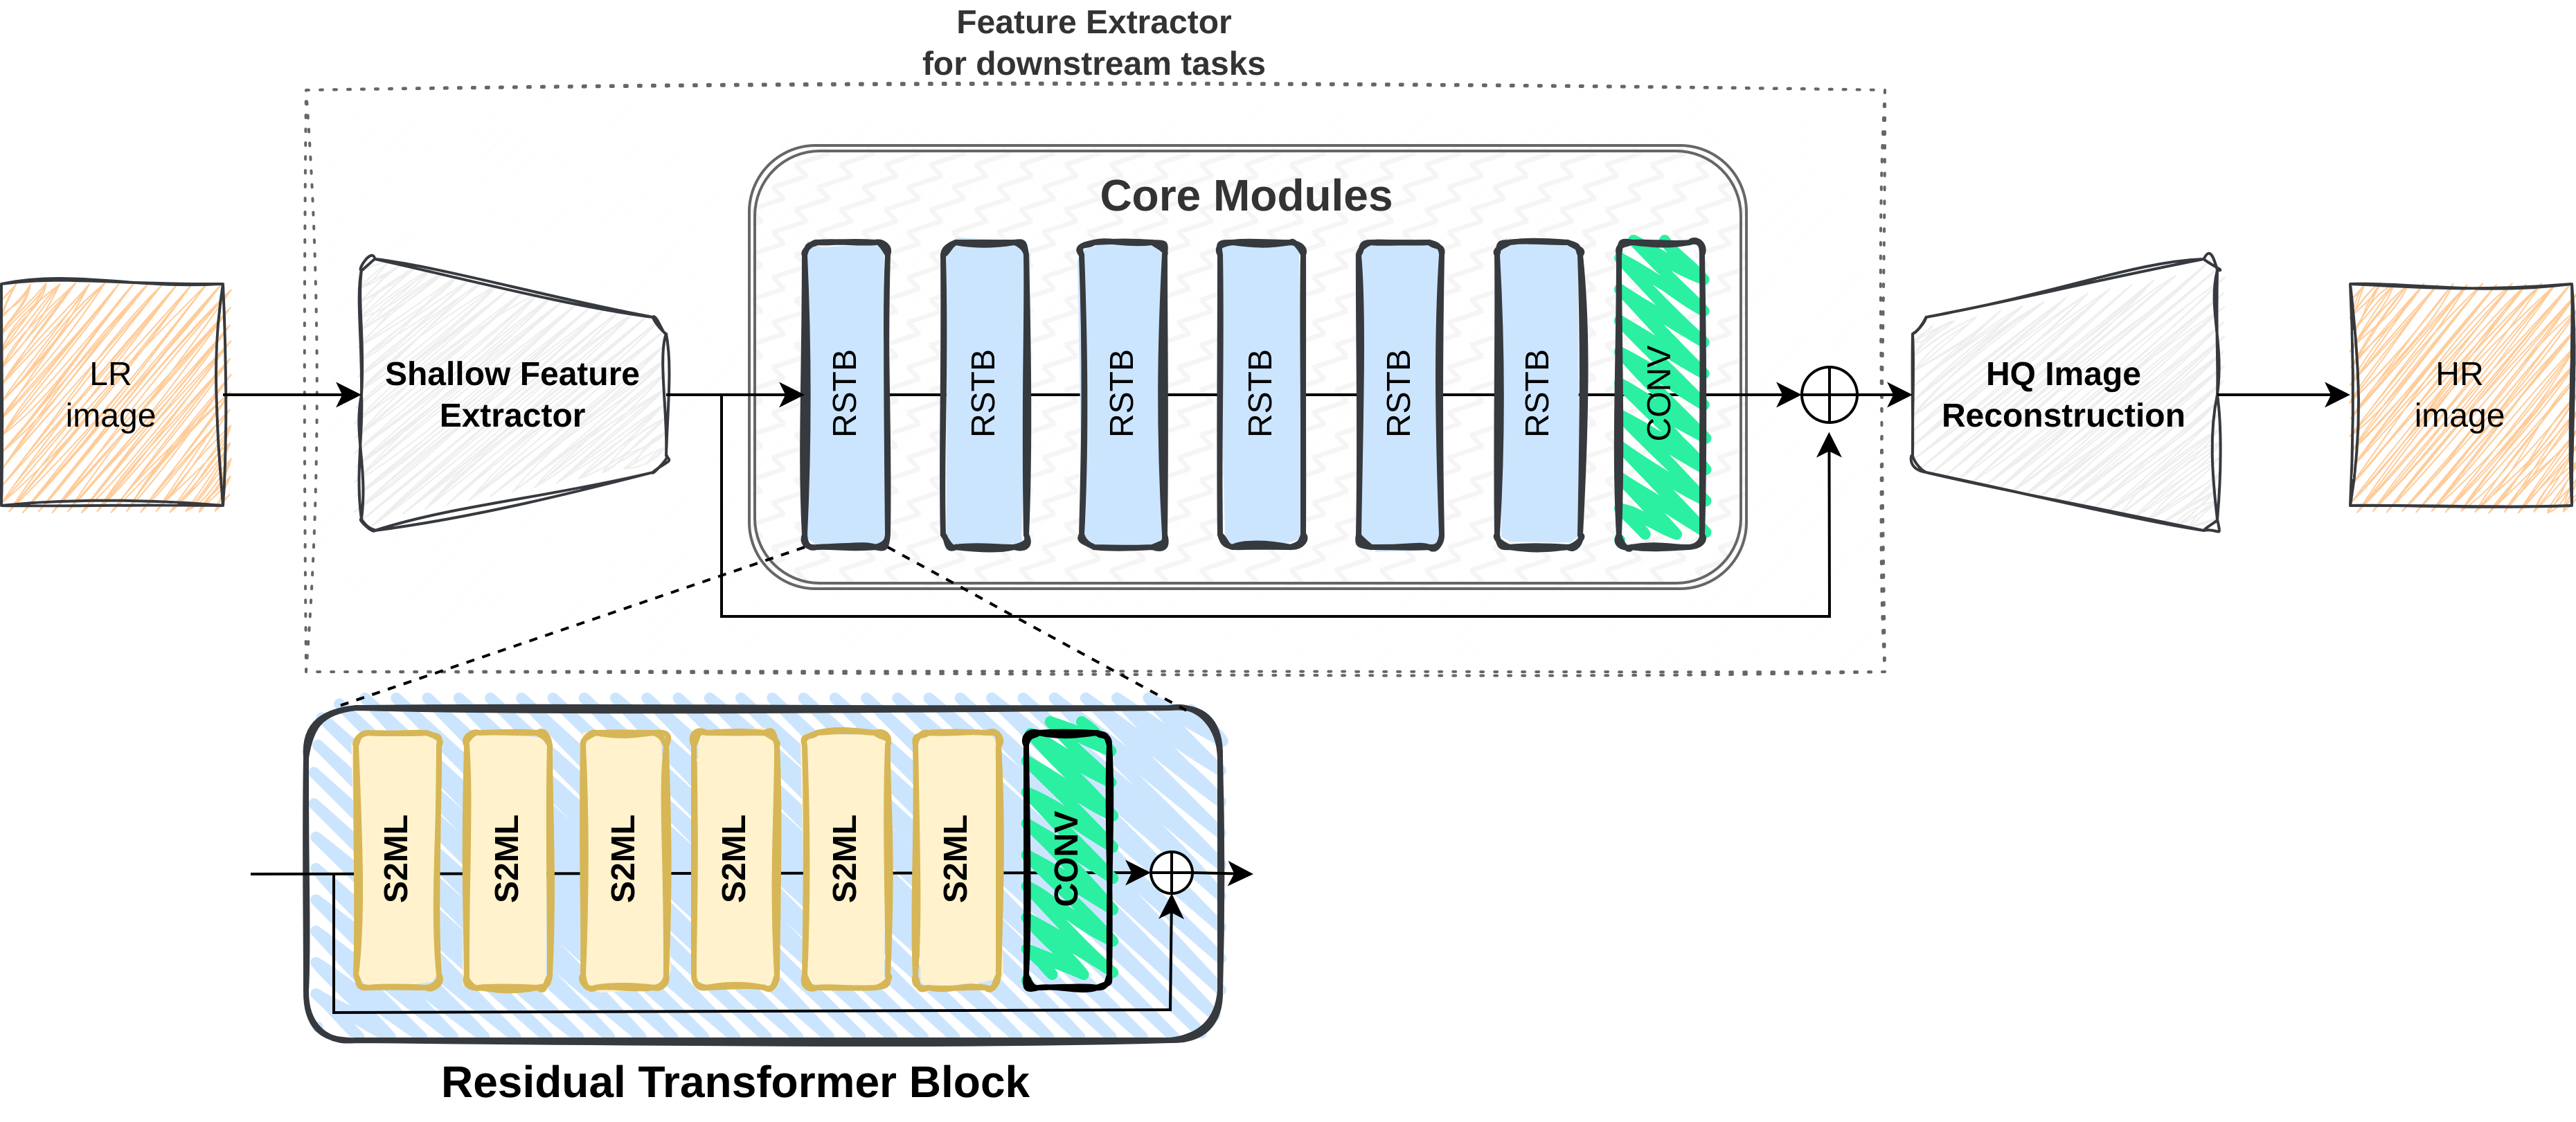 Feature Extractor
for downstream tasks
Core Modules
LR
image
Shallow Feature
Extractor
RSTB
RSTB
RSTB
RSTB
RSTB
RSTB
CONV
HQ Image
Reconstruction
HR
image
S2ML
S2ML
S2ML
S2ML
S2ML
S2ML
CONV
Residual Transformer Block